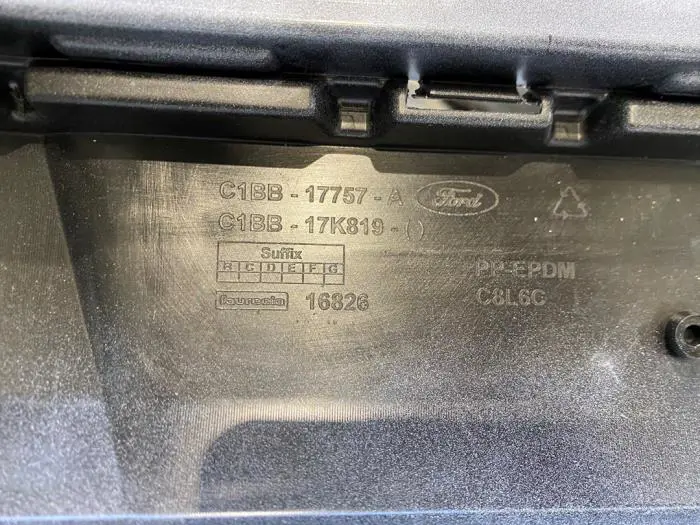 C1BB - 17757 - A Ford
C1BB - 17K819 - ( )
Suffix
B C D E F G
PP-EPDM
faurecia 16826
C8L6C